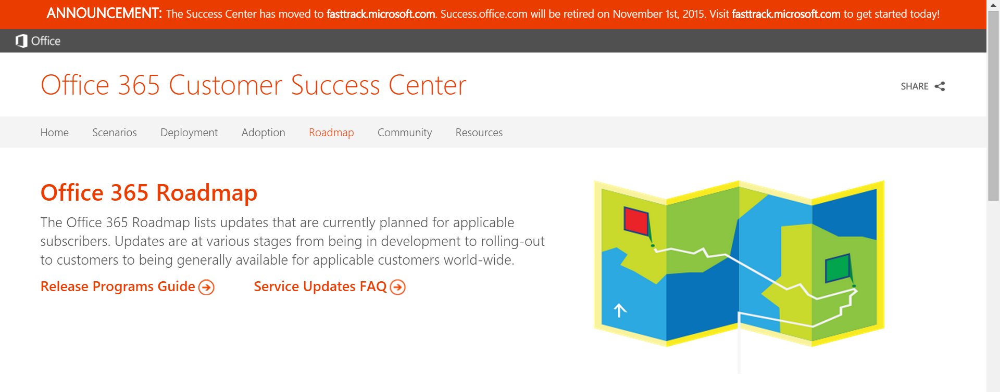 ANNOUNCEMENT: The Success Center has moved to fasttrack.microsoft.com. Success.office.com will be retired on November 1st, 2015. Visit fasttrack.microsoft.com to get started today!
Office
Office 365 Customer Success Center
SHARE
Home Scenarios Deployment Adoption Roadmap Community Resources
Office 365 Roadmap
The Office 365 Roadmap lists updates that are currently planned for applicable
subscribers. Updates are at various stages from being in development to rolling-out
to customers to being generally available for applicable customers world-wide.
Release Programs Guide Service Updates FAQ